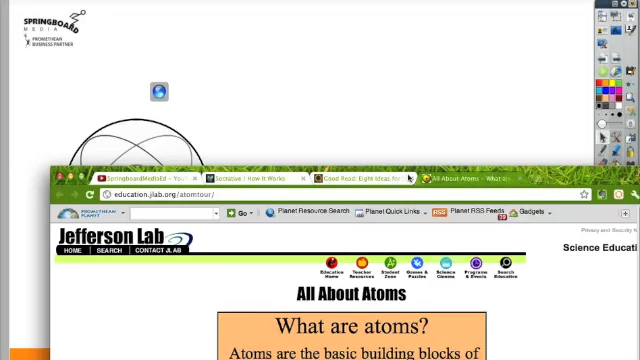 SPRINGBOARD
MEDIA
PROMETHEAN
BUSINESS PARTNER
SpringboardMediaEd – You
Socrative | How It Works
Good Read: Eight Ideas for
All About Atoms – What are
education.jlab.org/atomtour/
PROMETHEAN
PLANET
Go
Planet Resource Search
Planet Quick Links
RSS
Planet RSS Feeds
Gadgets
Jefferson Lab
HOME
SEARCH
CONTACT JLAB
Privacy and Security N
Science Educati
Education
Home
Teacher
Resources
Student
Zone
Games &
Puzzles
Science
Cinema
Programs
& Events
Search
Education
All About Atoms
What are atoms?
Atoms are the basic building blocks of